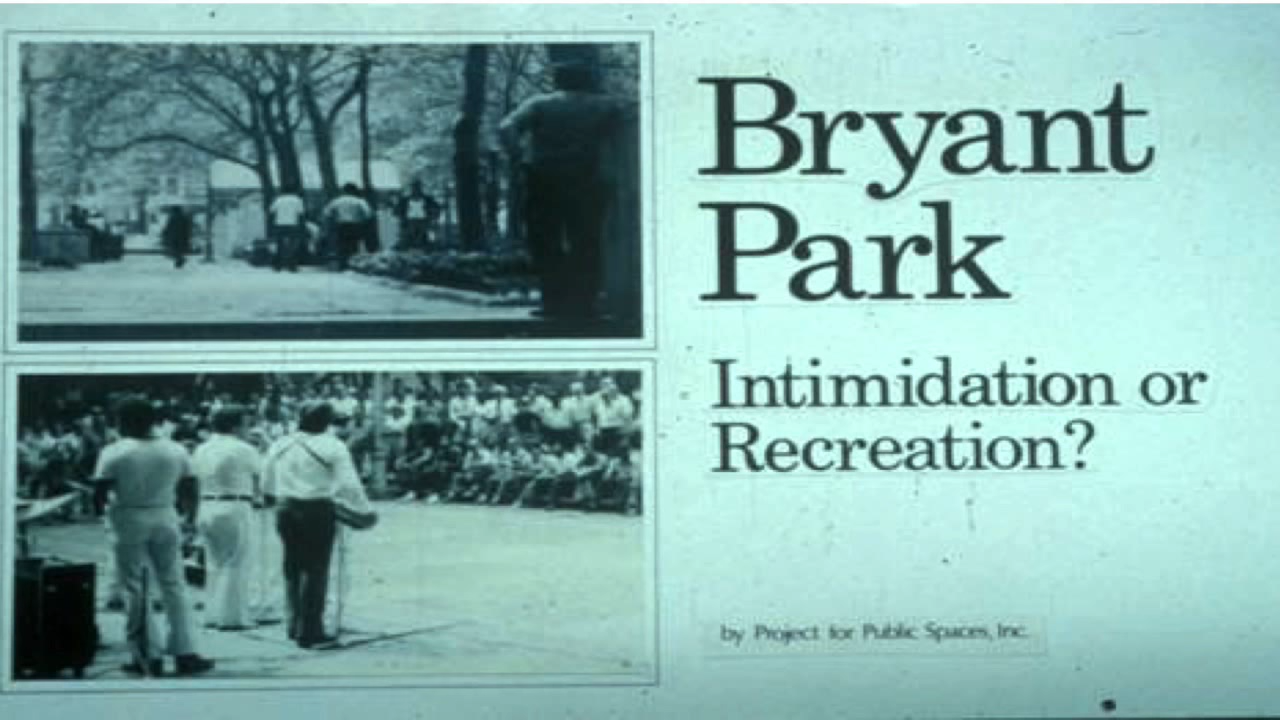 Bryant
Park
Intimidation or
Recreation?
by Project for Public Spaces, Inc.